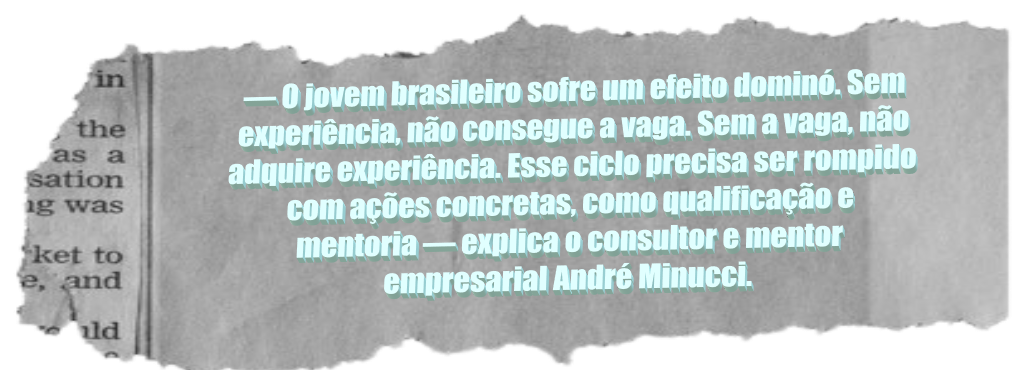 in
the
as a
sation
was
ket to
and
— O jovem brasileiro sofre um efeito dominó. Sem
experiência, não consegue a vaga. Sem a vaga, não
adquire experiência. Esse ciclo precisa ser rompido
com ações concretas, como qualificação e
mentoria — explica o consultor e mentor
empresarial André Minucci.